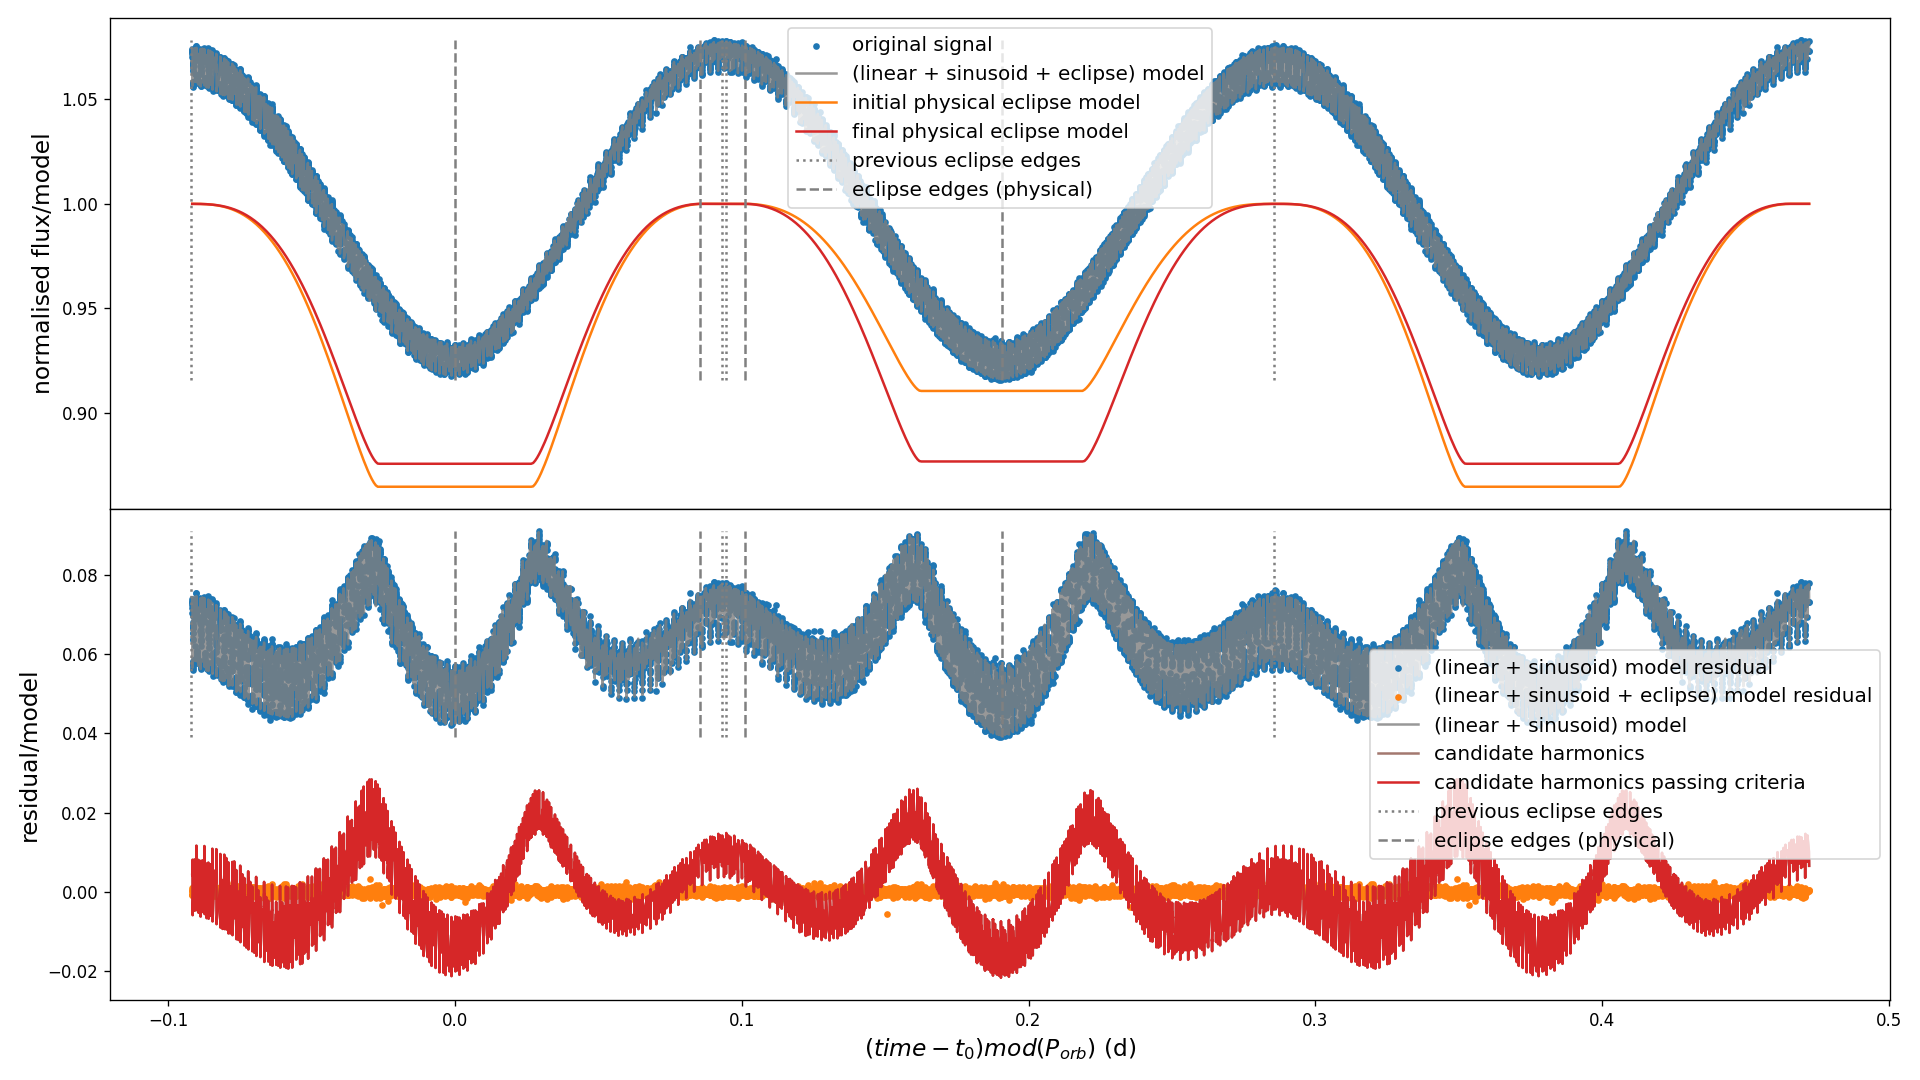 original signal
(linear + sinusoid + eclipse) model
initial physical eclipse model
final physical eclipse model
previous eclipse edges
eclipse edges (physical)
normalised flux/model
1.05
1.00
0.95
0.90
(linear + sinusoid) model residual
(linear + sinusoid + eclipse) model residual
(linear + sinusoid) model
candidate harmonics
candidate harmonics passing criteria
previous eclipse edges
eclipse edges (physical)
residual/model
0.08
0.06
0.04
0.02
0.00
−0.02
−0.1 0.0 0.1 0.2 0.3 0.4 0.5
(time − t₀)mod(P_orb) (d)